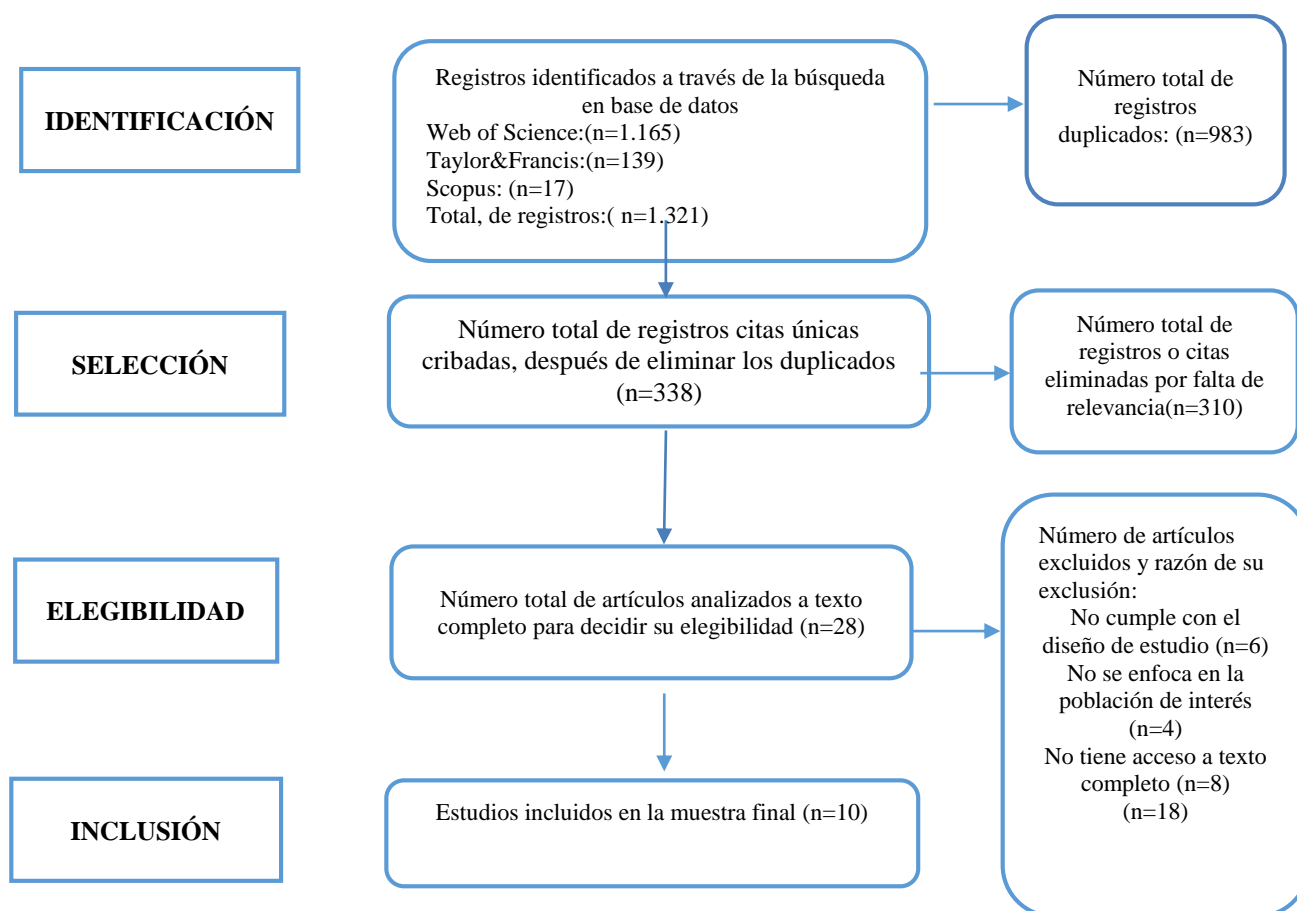 IDENTIFICACIÓN
Registros identificados a través de la búsqueda
en base de datos
Web of Science:(n=1.165)
Taylor&Francis:(n=139)
Scopus: (n=17)
Total, de registros:( n=1.321)
Número total de
registros
duplicados: (n=983)
SELECCIÓN
Número total de registros citas únicas
cribadas, después de eliminar los duplicados
(n=338)
Número total de
registros o citas
eliminadas por falta de
relevancia(n=310)
ELEGIBILIDAD
Número total de artículos analizados a texto
completo para decidir su elegibilidad (n=28)
Número de artículos
excluidos y razón de su
exclusión:
No cumple con el
diseño de estudio (n=6)
No se enfoca en la
población de interés
(n=4)
No tiene acceso a texto
completo (n=8)
(n=18)
INCLUSIÓN
Estudios incluidos en la muestra final (n=10)